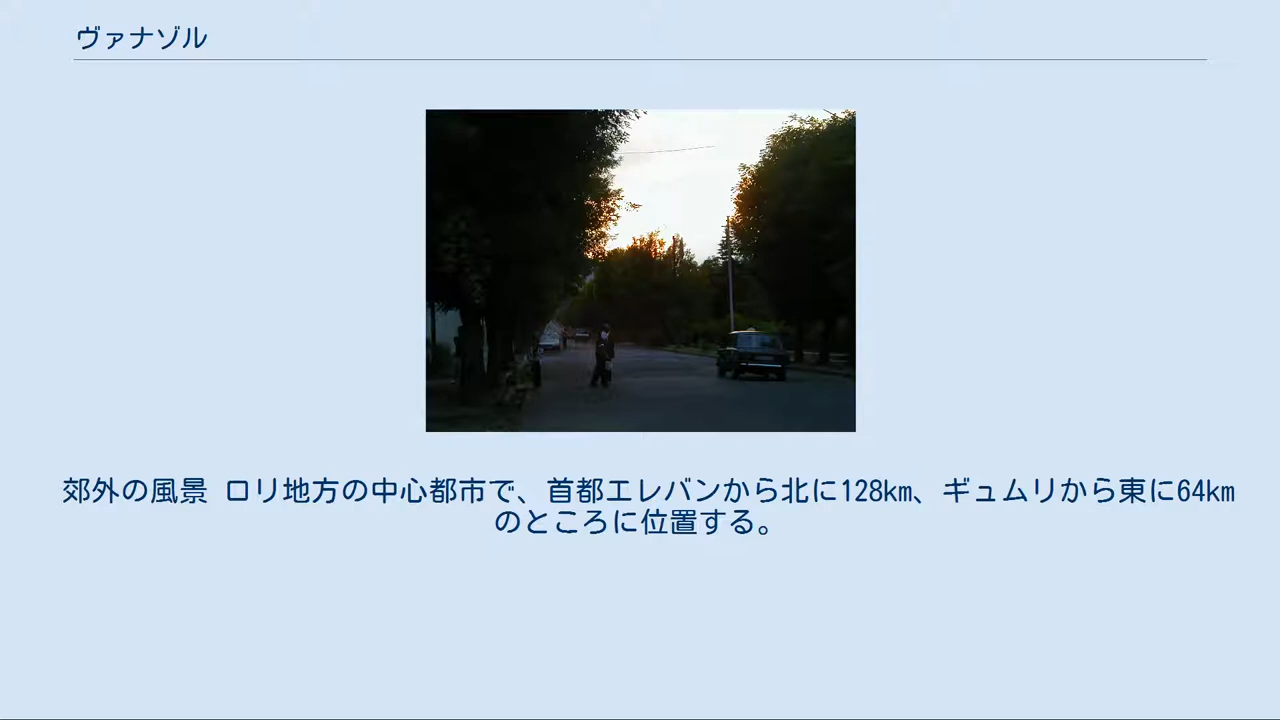 ヴァナゾル
郊外の風景 ロリ地方の中心都市で、首都エレバンから北に128km、ギュムリから東に64km
のところに位置する。